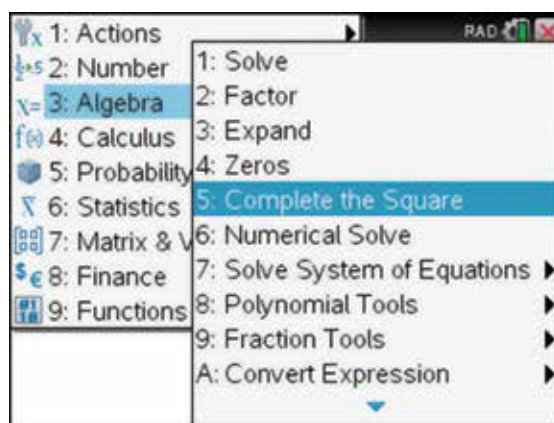 1: Actions
2: Number
3: Algebra
4: Calculus
5: Probability
6: Statistics
7: Matrix & V
8: Finance
9: Functions
RAD
1: Solve
2: Factor
3: Expand
4: Zeros
5: Complete the Square
6: Numerical Solve
7: Solve System of Equations
8: Polynomial Tools
9: Fraction Tools
A: Convert Expression